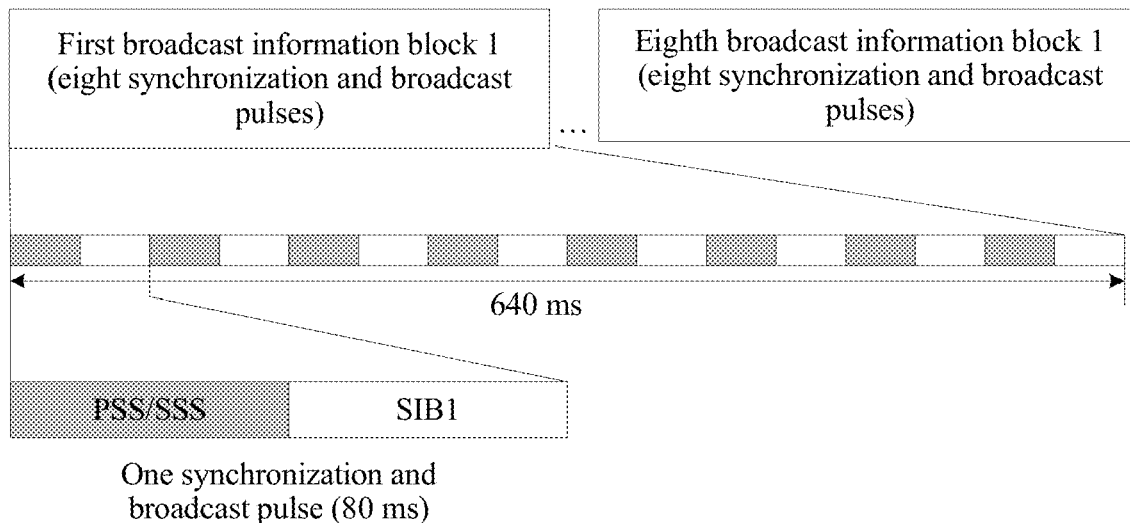 First broadcast information block 1
(eight synchronization and broadcast
pulses)
...
Eighth broadcast information block 1
(eight synchronization and broadcast
pulses)
640 ms
PSS/SSS
SIB1
One synchronization and
broadcast pulse (80 ms)